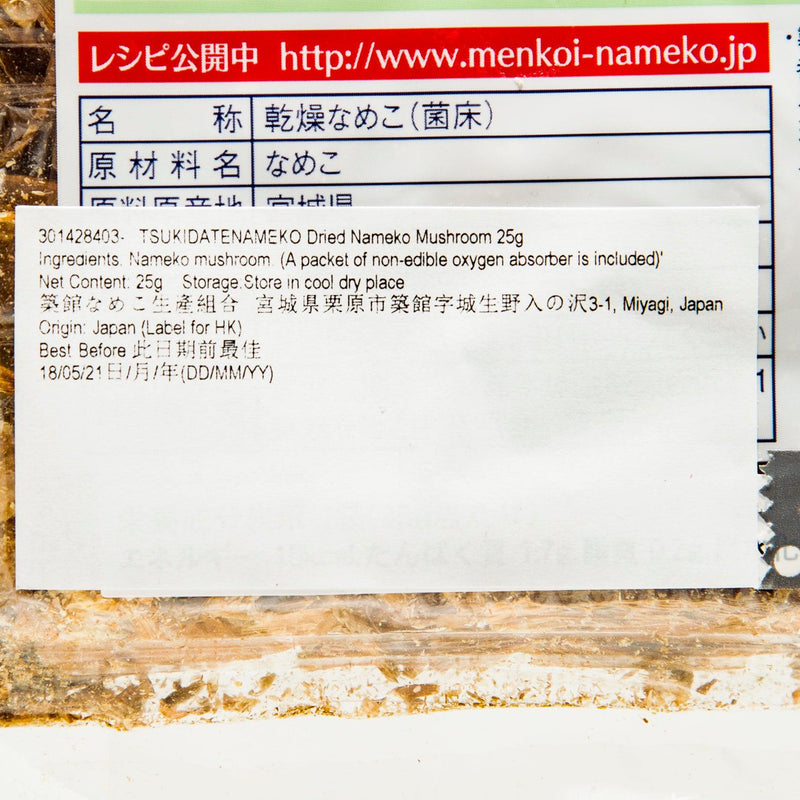 レシピ公開中 http://www.menkoi-nameko.jp
名称 乾燥なめこ(菌床)
原材料名 なめこ
原料原産地 宮城県
301428403- TSUKIDATENAMEKO Dried Nameko Mushroom 25g
Ingredients. Nameko mushroom. (A packet of non-edible oxygen absorber is included)'
Net Content: 25g Storage.Store in cool dry place
築館なめこ生産組合 宮城県栗原市築館字城生野入の沢3-1, Miyagi, Japan
Origin: Japan (Label for HK)
Best Before 此日期前最佳
18/05/21日/月/年(DD/MM/YY)